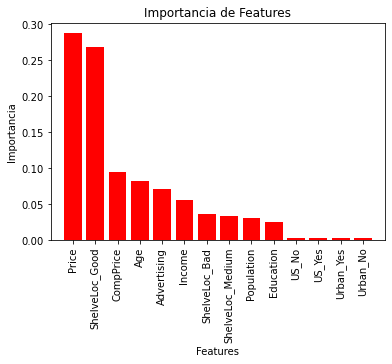 Importancia de Features
Importancia
0.30
0.25
0.20
0.15
0.10
0.05
0.00
Price
ShelveLoc_Good
CompPrice
Age
Advertising
Income
ShelveLoc_Bad
ShelveLoc_Medium
Population
Education
US_No
US_Yes
Urban_Yes
Urban_No
Features